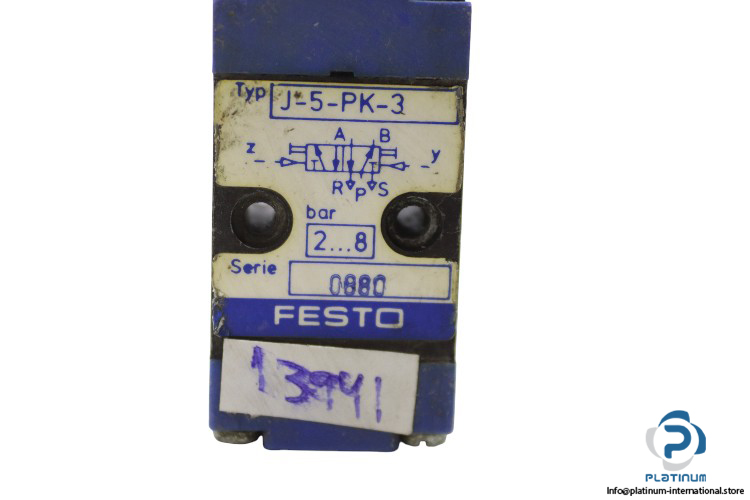 Typ J-5-PK-3
A B
z y
R P S
bar
2...8
Serie 0880
FESTO
13941
PLATINUM
Info@platinum-international.store